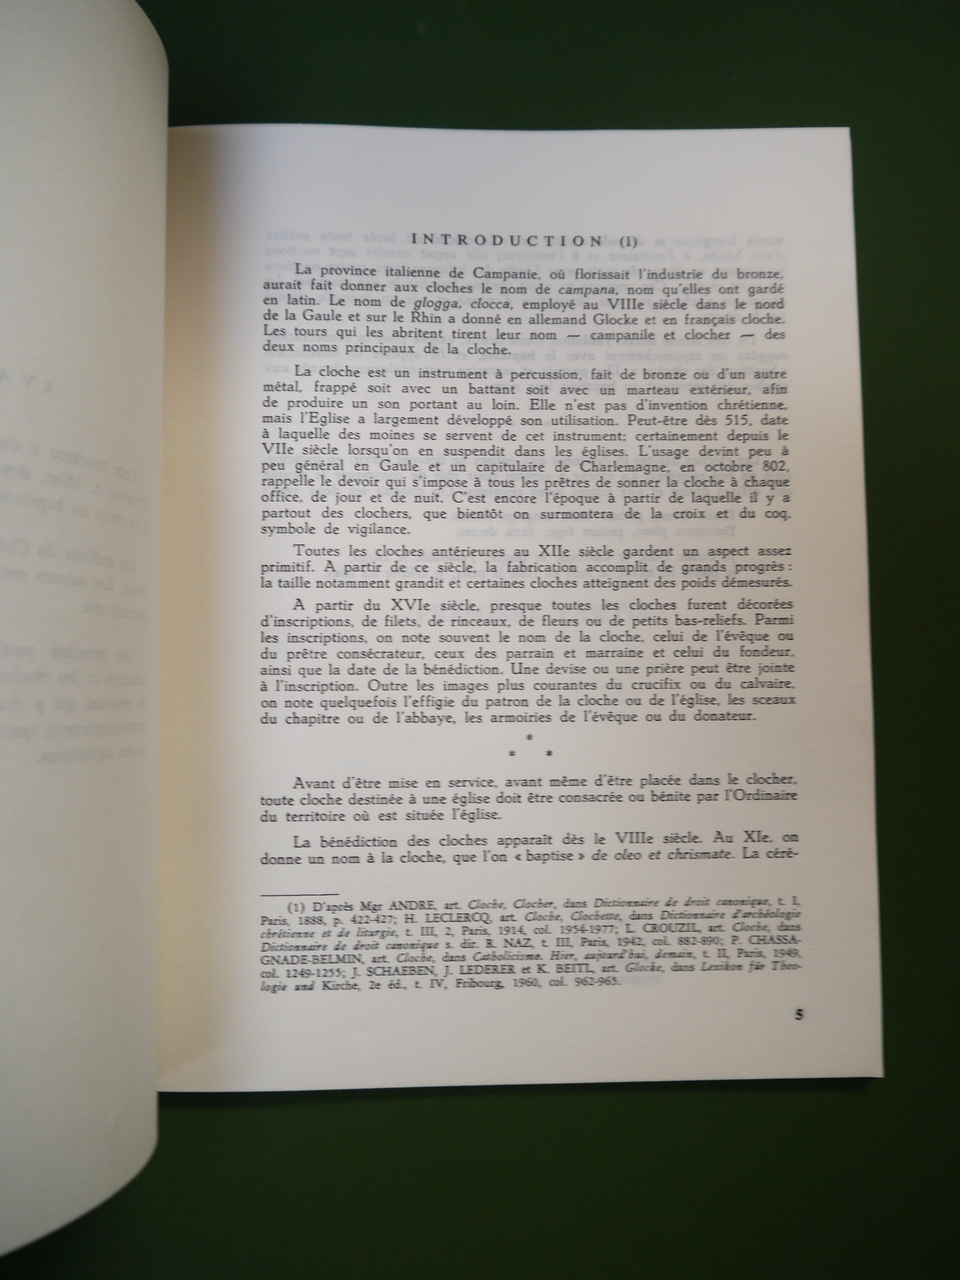 INTRODUCTION (1)
La province italienne de Campanie, où florissait l'industrie du bronze,
aurait fait donner aux cloches le nom de campana, nom qu'elles ont gardé
en latin. Le nom de glogga, clocca, employé au VIIIe siècle dans le nord
de la Gaule et sur le Rhin a donné en allemand Glocke et en français cloche.
Les tours qui les abritent tirent leur nom — campanile et clocher — des
deux noms principaux de la cloche.
La cloche est un instrument à percussion, fait de bronze ou d'un autre
métal, frappé soit avec un battant soit avec un marteau extérieur, afin
de produire un son portant au loin. Elle n'est pas d'invention chrétienne,
mais l'Eglise a largement développé son utilisation. Peut-être dès 515, date
à laquelle des moines se servent de cet instrument; certainement depuis le
VIIe siècle lorsqu'on en suspendit dans les églises. L'usage devint peu à
peu général en Gaule et un capitulaire de Charlemagne, en octobre 802,
rappelle le devoir qui s'impose à tous les prêtres de sonner la cloche à chaque
office, de jour et de nuit. C'est encore l'époque à partir de laquelle il y a
partout des clochers, que bientôt on surmontera de la croix et du coq,
symbole de vigilance.
Toutes les cloches antérieures au XIIe siècle gardent un aspect assez
primitif. A partir de ce siècle, la fabrication accomplit de grands progrès:
la taille notamment grandit et certaines cloches atteignent des poids démesurés.
A partir du XVIe siècle, presque toutes les cloches furent décorées
d'inscriptions, de filets, de rinceaux, de fleurs ou de petits bas-reliefs. Parmi
les inscriptions, on note souvent le nom de la cloche, celui de l'évêque ou
du prêtre consécrateur, ceux des parrain et marraine et celui du fondeur,
ainsi que la date de la bénédiction. Une devise ou une prière peut être jointe
à l'inscription. Outre les images plus courantes du crucifix ou du calvaire,
on note quelquefois l'effigie du patron de la cloche ou de l'église, les sceaux
du chapitre ou de l'abbaye, les armoiries de l'évêque ou du donateur.
*
* *
Avant d'être mise en service, avant même d'être placée dans le clocher,
toute cloche destinée à une église doit être consacrée ou bénite par l'Ordinaire
du territoire où est située l'église.
La bénédiction des cloches apparaît dès le VIIIe siècle. Au XIe, on
donne un nom à la cloche, que l'on « baptise » de oleo et chrismate. La céré-
(1) D'après Mgr ANDRE, art. Cloche, Clocher, dans Dictionnaire de droit canonique, t. I,
Paris, 1888, p. 422-427; H. LECLERCQ, art. Cloche, Clochette, dans Dictionnaire d'archéologie
chrétienne et de liturgie, t. III, 2, Paris, 1914, col. 1954-1977; L. CROUZIL, art. Cloche, dans
Dictionnaire de droit canonique s. dir. R. NAZ, t. III, Paris, 1942, col. 882-890; P. CHASSA-
GNADE-BELMIN, art. Cloche, dans Catholicisme. Hier, aujourd'hui, demain, t. II, Paris, 1949,
col. 1249-1255; J. SCHAEBEN, J. LEDERER et K. BEITL, art. Glocke, dans Lexikon für Theo-
logie und Kirche, 2e éd., t. IV, Fribourg, 1960, col. 962-965.
5